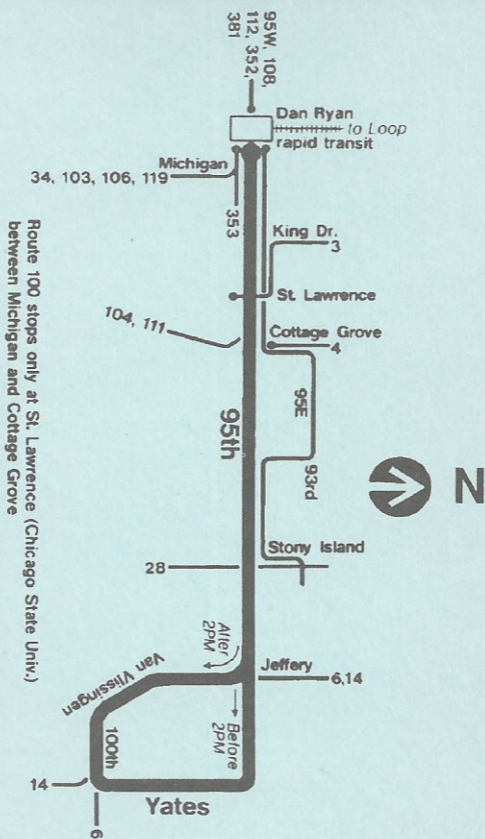 95W, 108,
112, 352,
381
Dan Ryan
to Loop
rapid transit
Michigan
34, 103, 106, 119
353
King Dr.
3
St. Lawrence
104, 111
Cottage Grove
4
95E
95th
93rd
N
Stony Island
28
After
2PM
Jeffery
6,14
Van Vlissingen
Before
2PM
100th
14
Yates
6
Route 100 stops only at St. Lawrence (Chicago State Univ.)
between Michigan and Cottage Grove